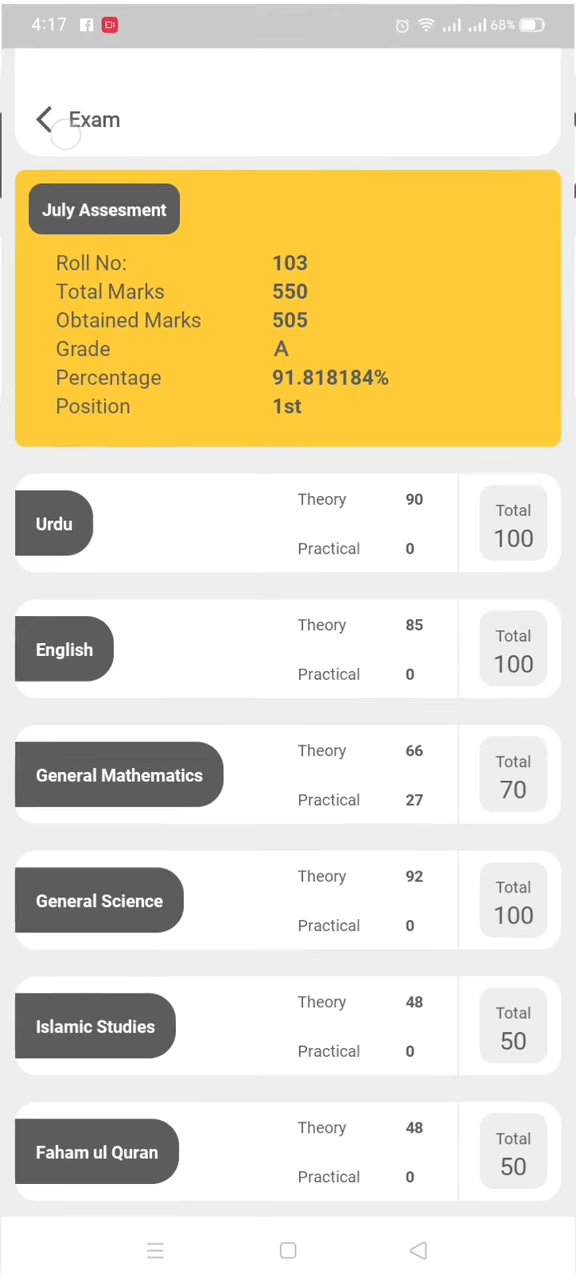 4:17 68%
Exam
July Assesment
Roll No: 103
Total Marks 550
Obtained Marks 505
Grade A
Percentage 91.818184%
Position 1st
Urdu Theory 90 Practical 0 Total 100
English Theory 85 Practical 0 Total 100
General Mathematics Theory 66 Practical 27 Total 70
General Science Theory 92 Practical 0 Total 100
Islamic Studies Theory 48 Practical 0 Total 50
Faham ul Quran Theory 48 Practical 0 Total 50